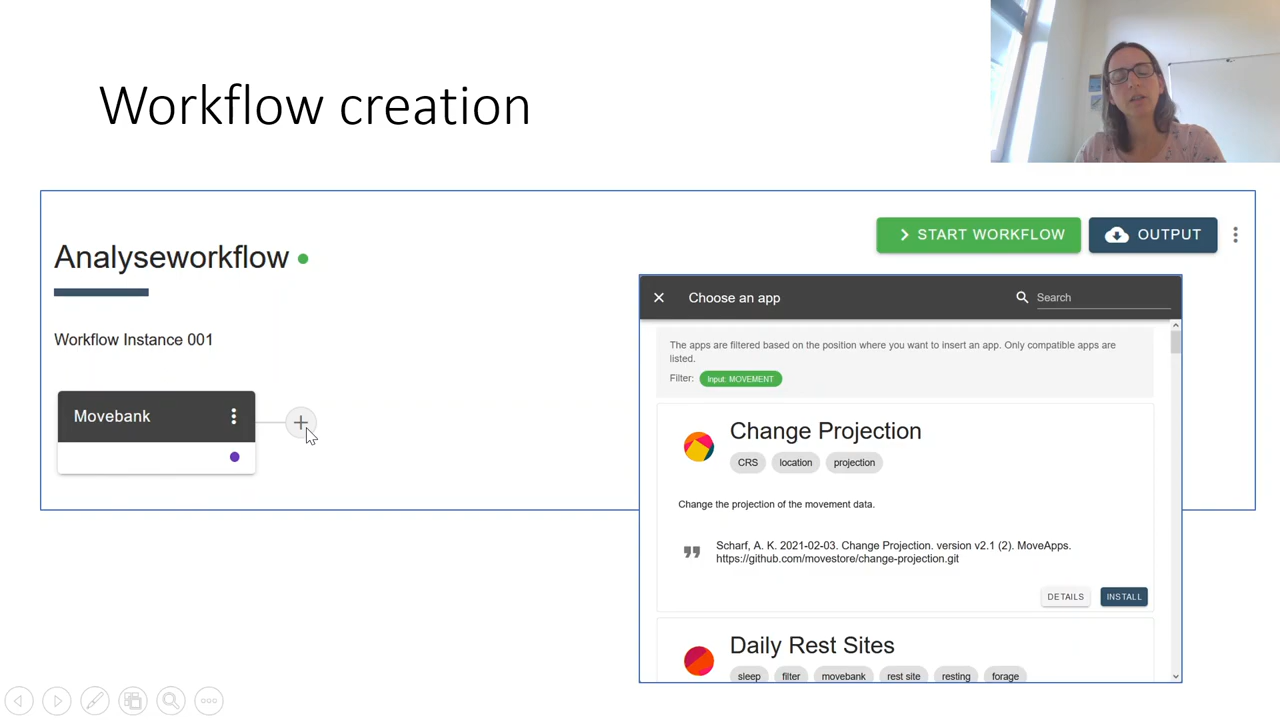 Workflow creation
Analyseworkflow
START WORKFLOW
OUTPUT
Workflow Instance 001
Movebank
Choose an app
Search
The apps are filtered based on the position where you want to insert an app. Only compatible apps are
listed.
Filter: Input: MOVEMENT
Change Projection
CRS location projection
Change the projection of the movement data.
Scharf, A. K. 2021-02-03. Change Projection. version v2.1 (2). MoveApps.
https://github.com/movestore/change-projection.git
DETAILS INSTALL
Daily Rest Sites
sleep filter movebank rest site resting forage